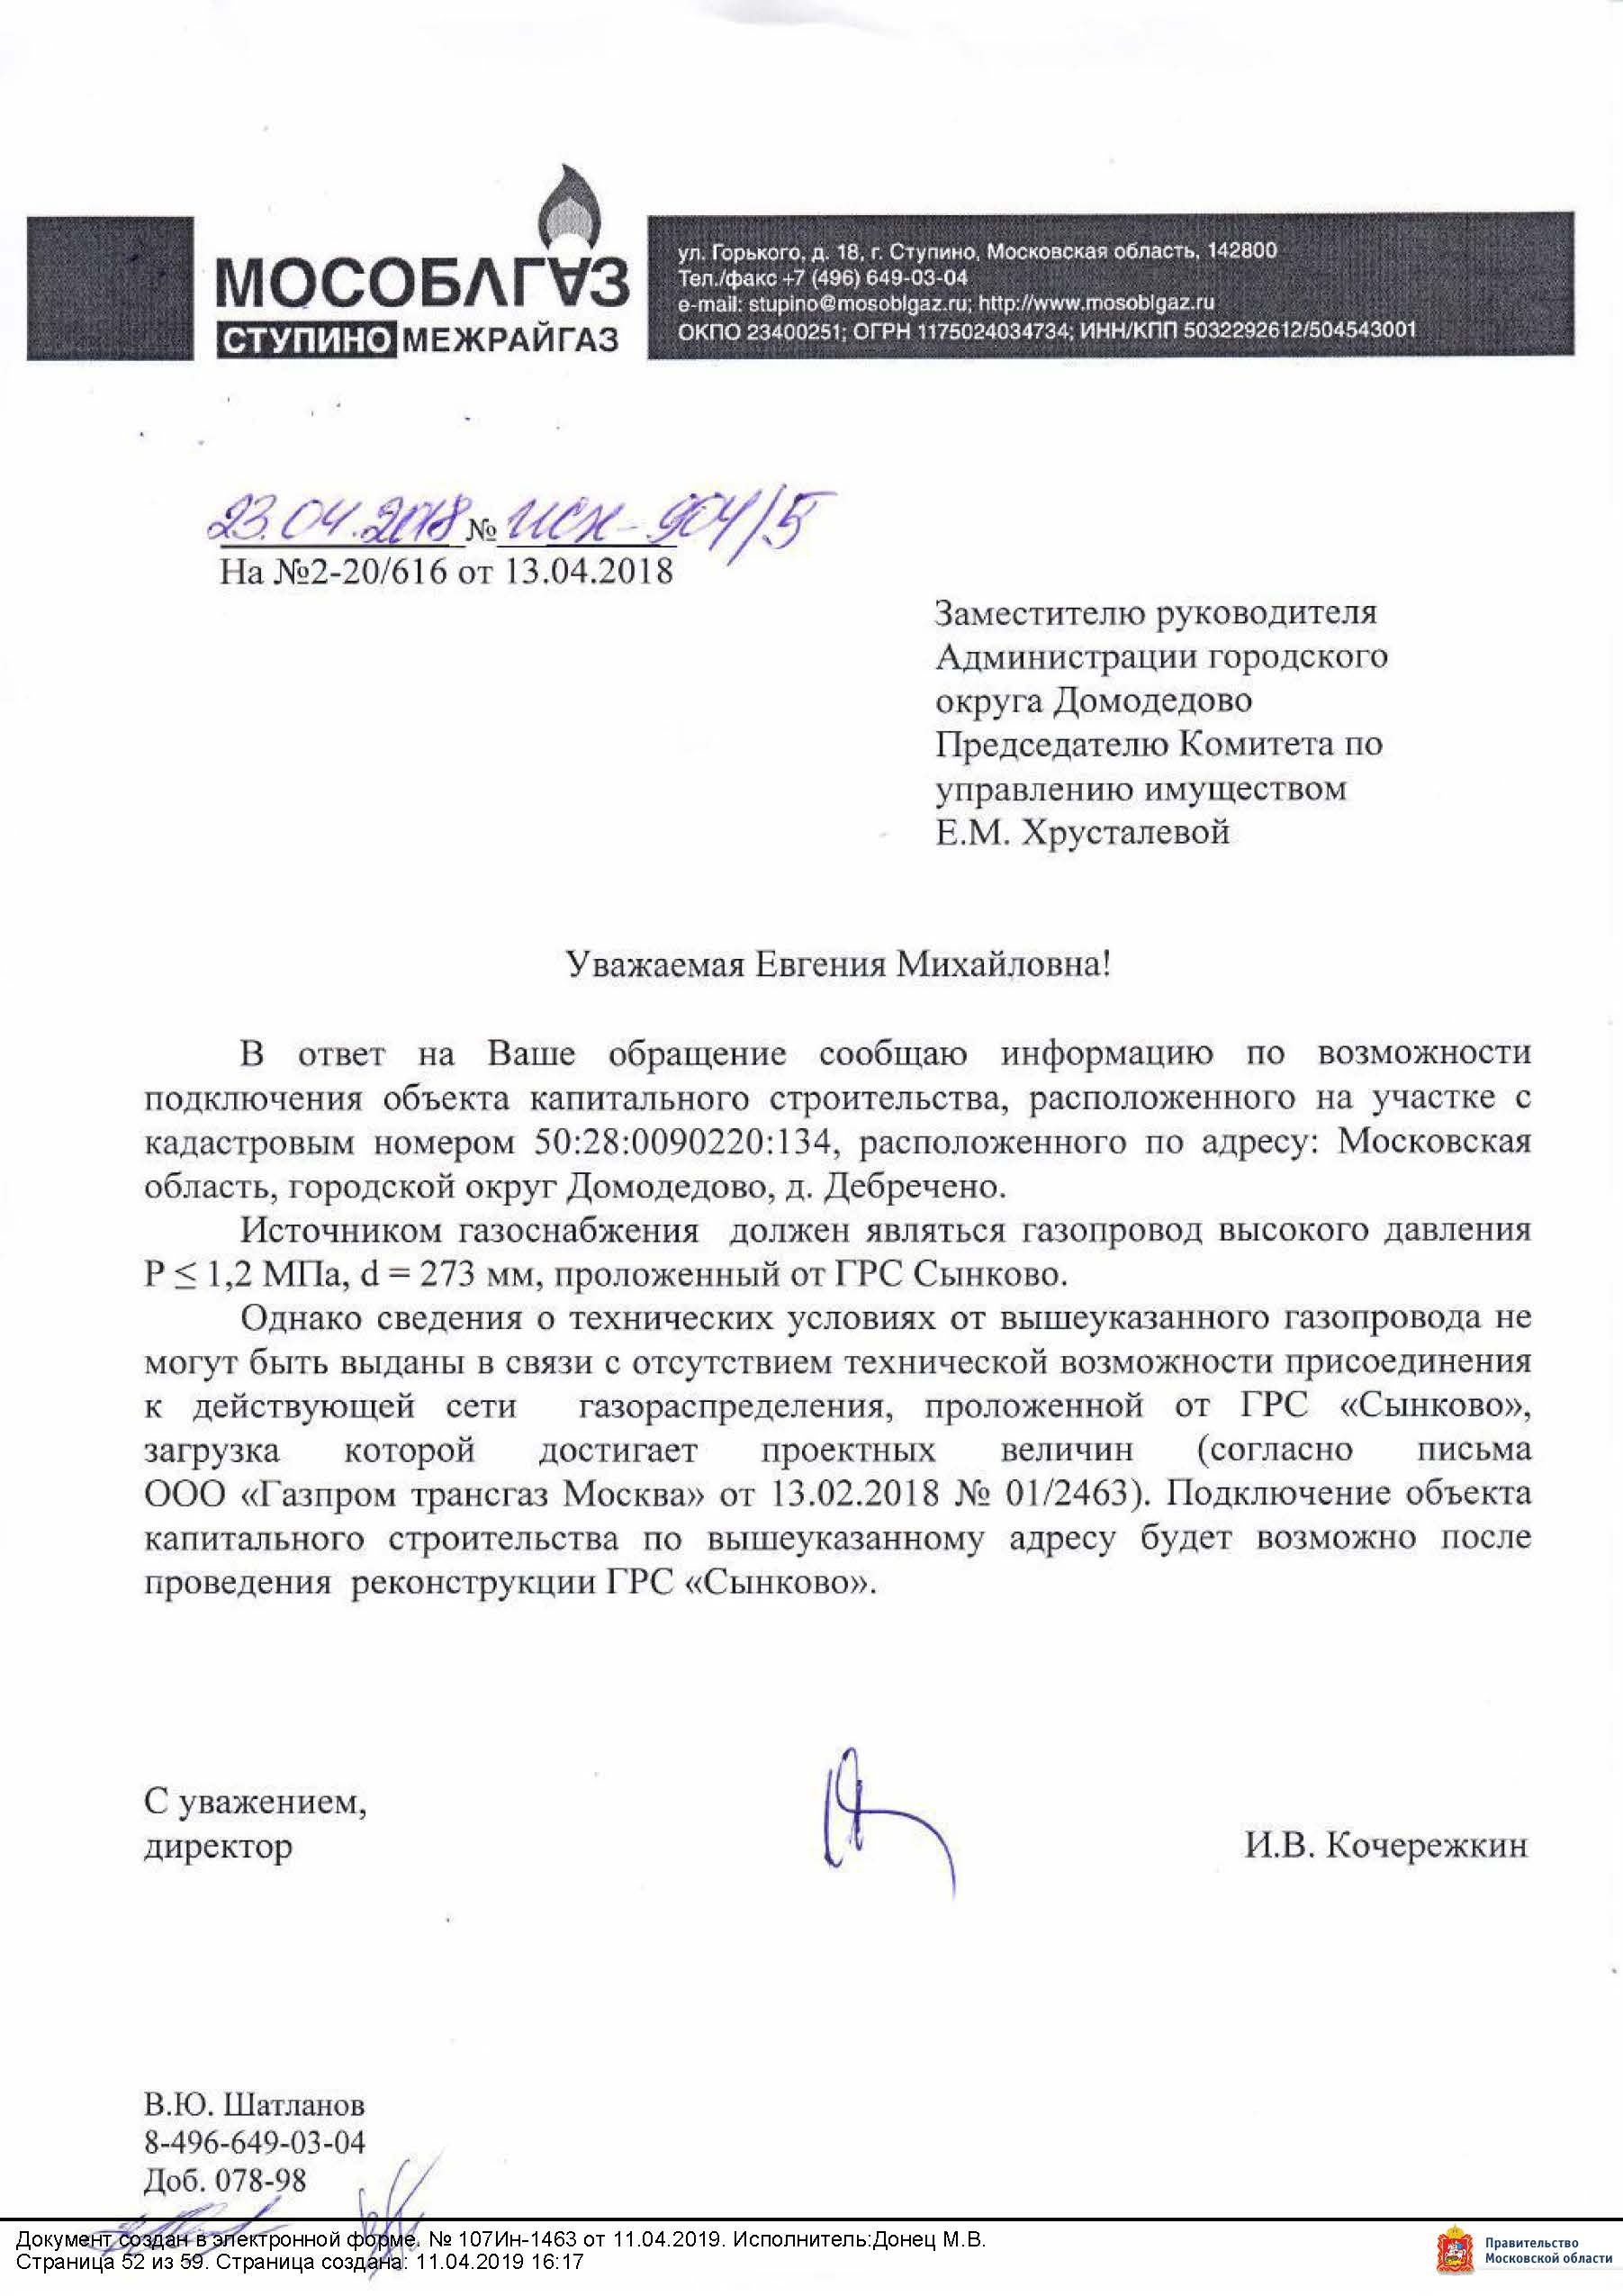 МОСОБЛГАЗ
СТУПИНО МЕЖРАЙГАЗ
ул. Горького, д. 18, г. Ступино, Московская область, 142800
Тел./факс +7 (496) 649-03-04
e-mail: stupino@mosoblgaz.ru; http://www.mosoblgaz.ru
ОКПО 23400251; ОГРН 1175024034734; ИНН/КПП 5032292612/504543001
23.04.2018 № исх-904/5
На №2-20/616 от 13.04.2018
Заместителю руководителя
Администрации городского
округа Домодедово
Председателю Комитета по
управлению имуществом
Е.М. Хрусталевой
Уважаемая Евгения Михайловна!
В ответ на Ваше обращение сообщаю информацию по возможности
подключения объекта капитального строительства, расположенного на участке с
кадастровым номером 50:28:0090220:134, расположенного по адресу: Московская
область, городской округ Домодедово, д. Дебречено.
Источником газоснабжения должен являться газопровод высокого давления
P ≤ 1,2 МПа, d = 273 мм, проложенный от ГРС Сынково.
Однако сведения о технических условиях от вышеуказанного газопровода не
могут быть выданы в связи с отсутствием технической возможности присоединения
к действующей сети газораспределения, проложенной от ГРС «Сынково»,
загрузка которой достигает проектных величин (согласно письма
ООО «Газпром трансгаз Москва» от 13.02.2018 № 01/2463). Подключение объекта
капитального строительства по вышеуказанному адресу будет возможно после
проведения реконструкции ГРС «Сынково».
С уважением,
директор
И.В. Кочережкин
В.Ю. Шатланов
8-496-649-03-04
Доб. 078-98
Документ создан в электронной форме. № 107Ин-1463 от 11.04.2019. Исполнитель:Донец М.В.
Страница 52 из 59. Страница создана: 11.04.2019 16:17
Правительство
Московской области